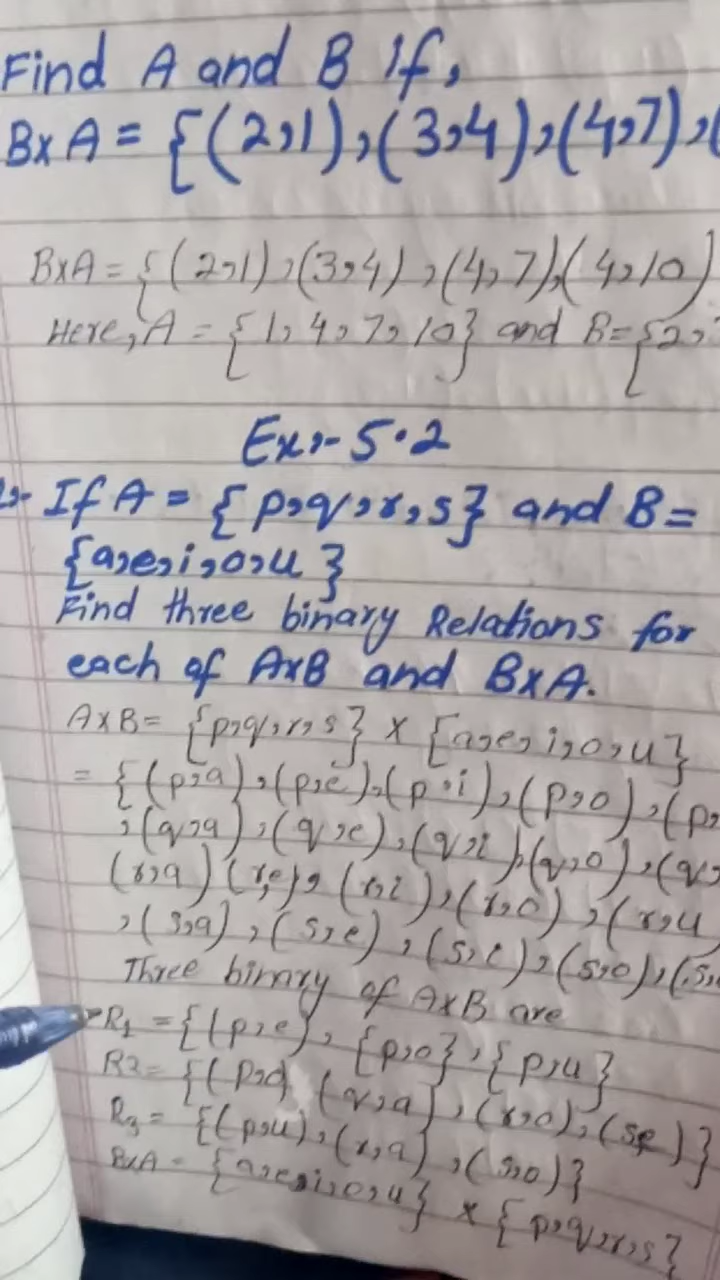 Find A and B if,
BxA = {(2,1),(3,4),(4,7),(
BxA = {(2,1),(3,4),(4,7),(4,10)
Here, A = {1,4,7,10} and B={2,
Ex:- 5.2
:- If A = {p,q,r,s} and B =
{a,e,i,o,u}
Find three binary Relations for
each of AxB and BxA.
AxB = {p,q,r,s} x {a,e,i,o,u}
= {(p,a),(p,e),(p,i),(p,o),(p,
,(q,a),(q,e),(q,i),(q,o),(q,
(r,a)(r,e),(r,i),(r,o),(r,u
,(s,a),(s,e),(s,i),(s,o),(s,
Three binary of AxB are
R1 = {(p,e),{p,o},{p,u}
R2 = {(p,a) (q,a),(r,o),(s,e)}
R3 = {(p,u),(r,a),(s,o)}
BxA = {a,e,i,o,u} x {p,q,r,s}